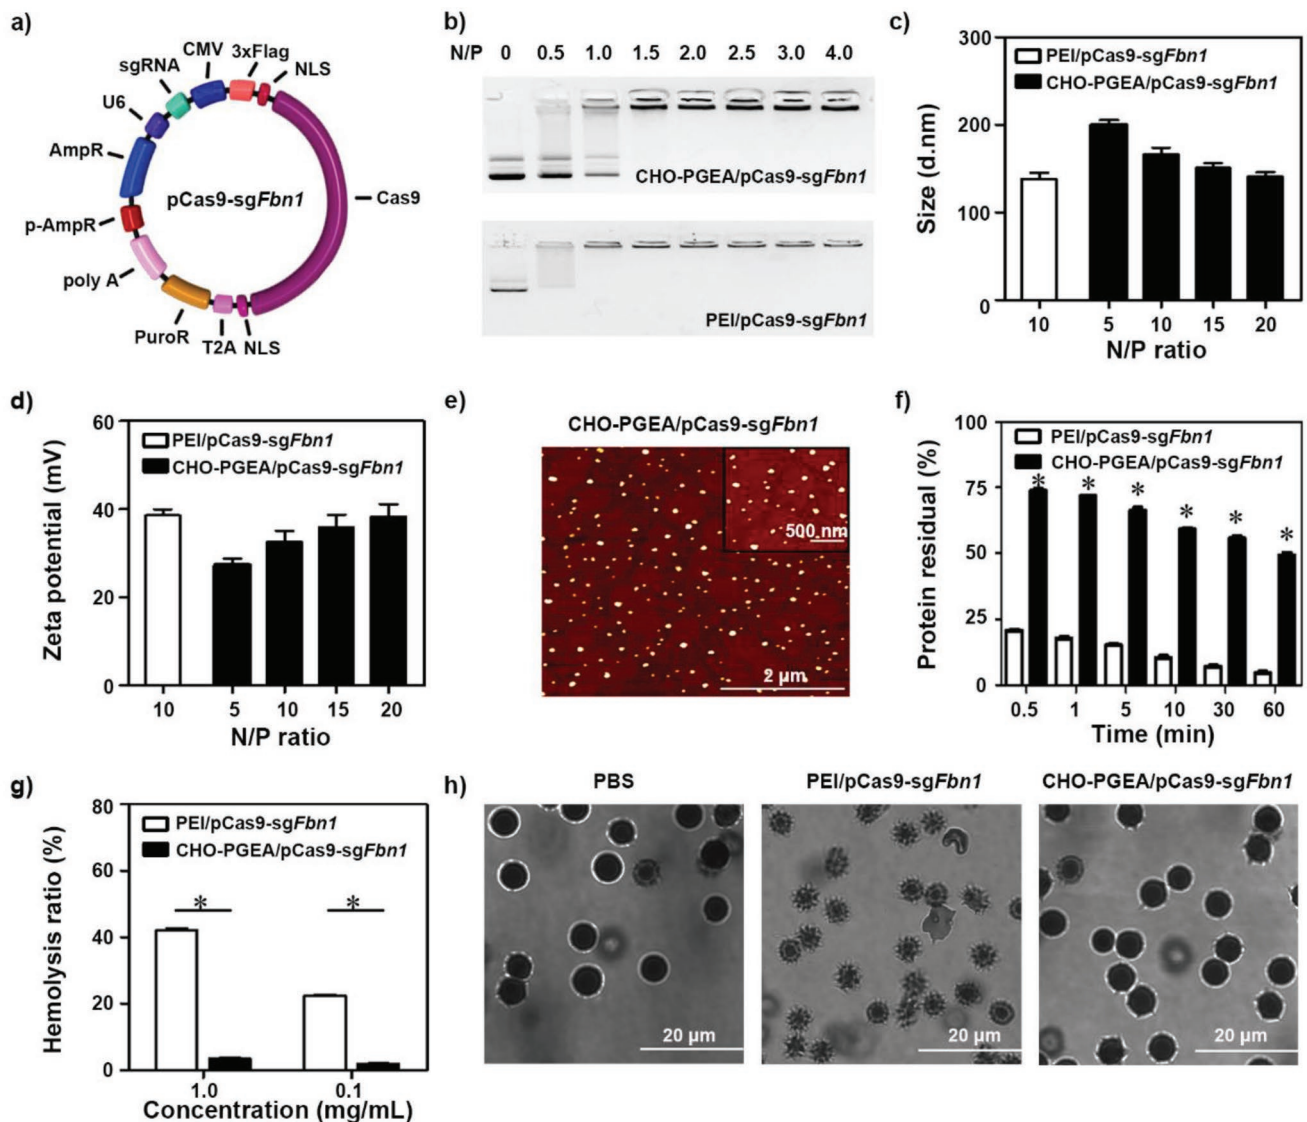 a)
CMV
3xFlag
sgRNA
NLS
U6
AmpR
pCas9-sgFbn1
Cas9
p-AmpR
poly A
PuroR
T2A
NLS
b)
N/P 0 0.5 1.0 1.5 2.0 2.5 3.0 4.0
CHO-PGEA/pCas9-sgFbn1
PEI/pCas9-sgFbn1
c)
300
PEI/pCas9-sgFbn1
CHO-PGEA/pCas9-sgFbn1
200
100
0
Size (d.nm)
10 5 10 15 20
N/P ratio
d)
60
PEI/pCas9-sgFbn1
CHO-PGEA/pCas9-sgFbn1
40
20
0
Zeta potential (mV)
10 5 10 15 20
N/P ratio
e)
CHO-PGEA/pCas9-sgFbn1
500 nm
2 μm
f)
100
PEI/pCas9-sgFbn1
CHO-PGEA/pCas9-sgFbn1
75
* * * * * *
50
25
0
Protein residual (%)
0.5 1 5 10 30 60
Time (min)
g)
80
PEI/pCas9-sgFbn1
CHO-PGEA/pCas9-sgFbn1
60
* *
40
20
0
Hemolysis ratio (%)
1.0 0.1
Concentration (mg/mL)
h)
PBS
PEI/pCas9-sgFbn1
CHO-PGEA/pCas9-sgFbn1
20 μm
20 μm
20 μm